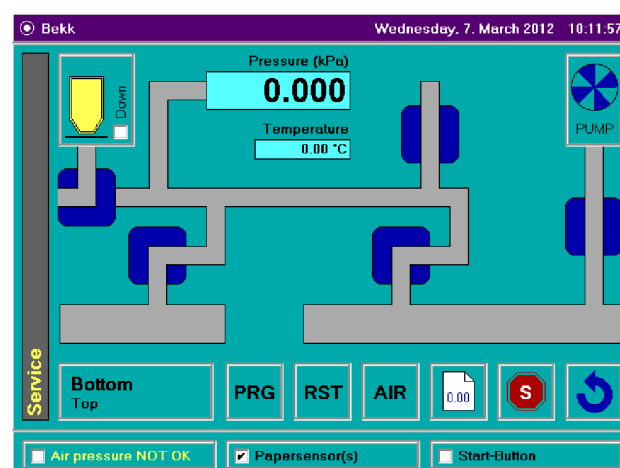 Bekk
Wednesday, 7. March 2012 10:11:57
Pressure (kPa)
0.000
Down
Temperature
0.00 °C
PUMP
Service
Bottom
Top
PRG
RST
AIR
0.00
S
Air pressure NOT OK
Papersensor(s)
Start-Button